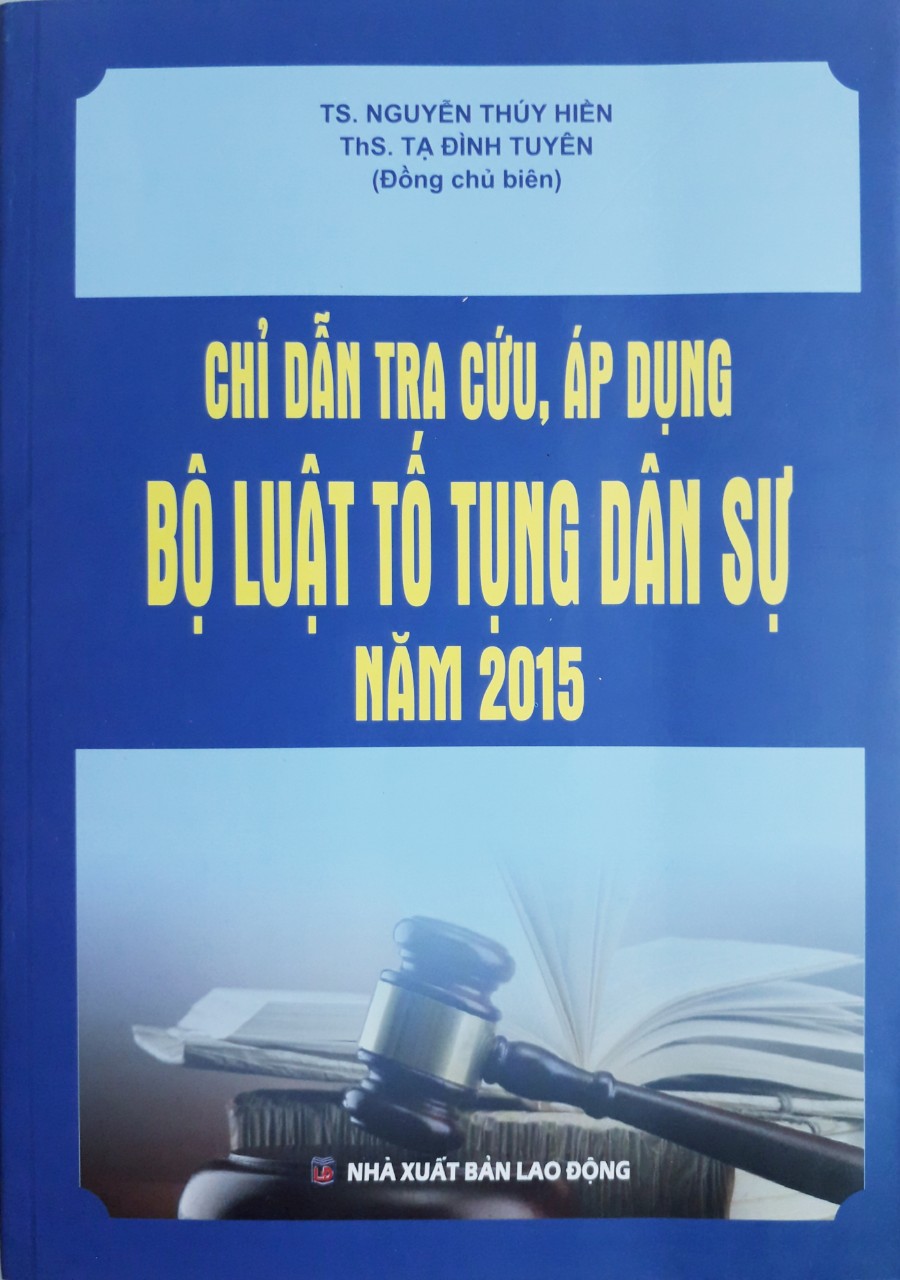 TS. NGUYỄN THÚY HIỀN
ThS. TẠ ĐÌNH TUYÊN
(Đồng chủ biên)
CHỈ DẪN TRA CỨU, ÁP DỤNG
BỘ LUẬT TỐ TỤNG DÂN SỰ
NĂM 2015
NHÀ XUẤT BẢN LAO ĐỘNG